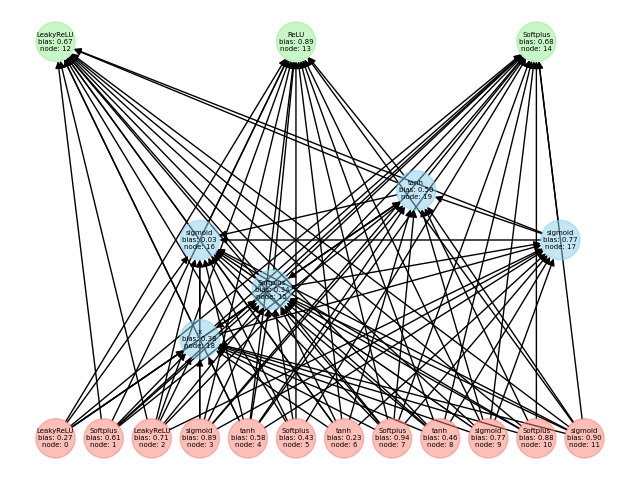 LeakyReLU
bias: 0.67
node: 12
ReLU
bias: 0.89
node: 13
Softplus
bias: 0.68
node: 14
tanh
bias: 0.50
node: 19
sigmoid
bias: 0.03
node: 16
sigmoid
bias: 0.77
node: 17
Softplus
bias: 0.34
node: 15
x
bias: 0.38
node: 18
LeakyReLU
bias: 0.27
node: 0
Softplus
bias: 0.61
node: 1
LeakyReLU
bias: 0.71
node: 2
sigmoid
bias: 0.89
node: 3
tanh
bias: 0.58
node: 4
Softplus
bias: 0.43
node: 5
tanh
bias: 0.23
node: 6
Softplus
bias: 0.94
node: 7
tanh
bias: 0.46
node: 8
sigmoid
bias: 0.77
node: 9
Softplus
bias: 0.88
node: 10
sigmoid
bias: 0.90
node: 11